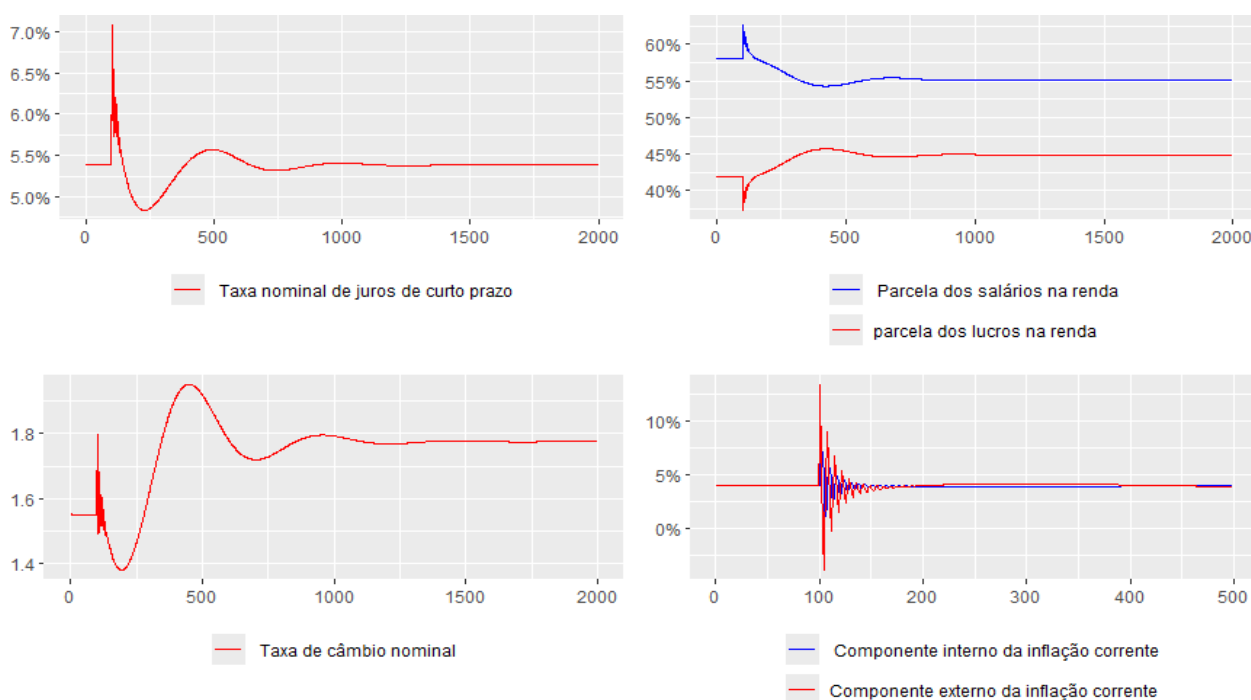 7.0%
6.5%
6.0%
5.5%
5.0%
0 500 1000 1500 2000
Taxa nominal de juros de curto prazo
60%
55%
50%
45%
40%
0 500 1000 1500 2000
Parcela dos salários na renda
parcela dos lucros na renda
1.8
1.6
1.4
0 500 1000 1500 2000
Taxa de câmbio nominal
10%
5%
0%
0 100 200 300 400 500
Componente interno da inflação corrente
Componente externo da inflação corrente